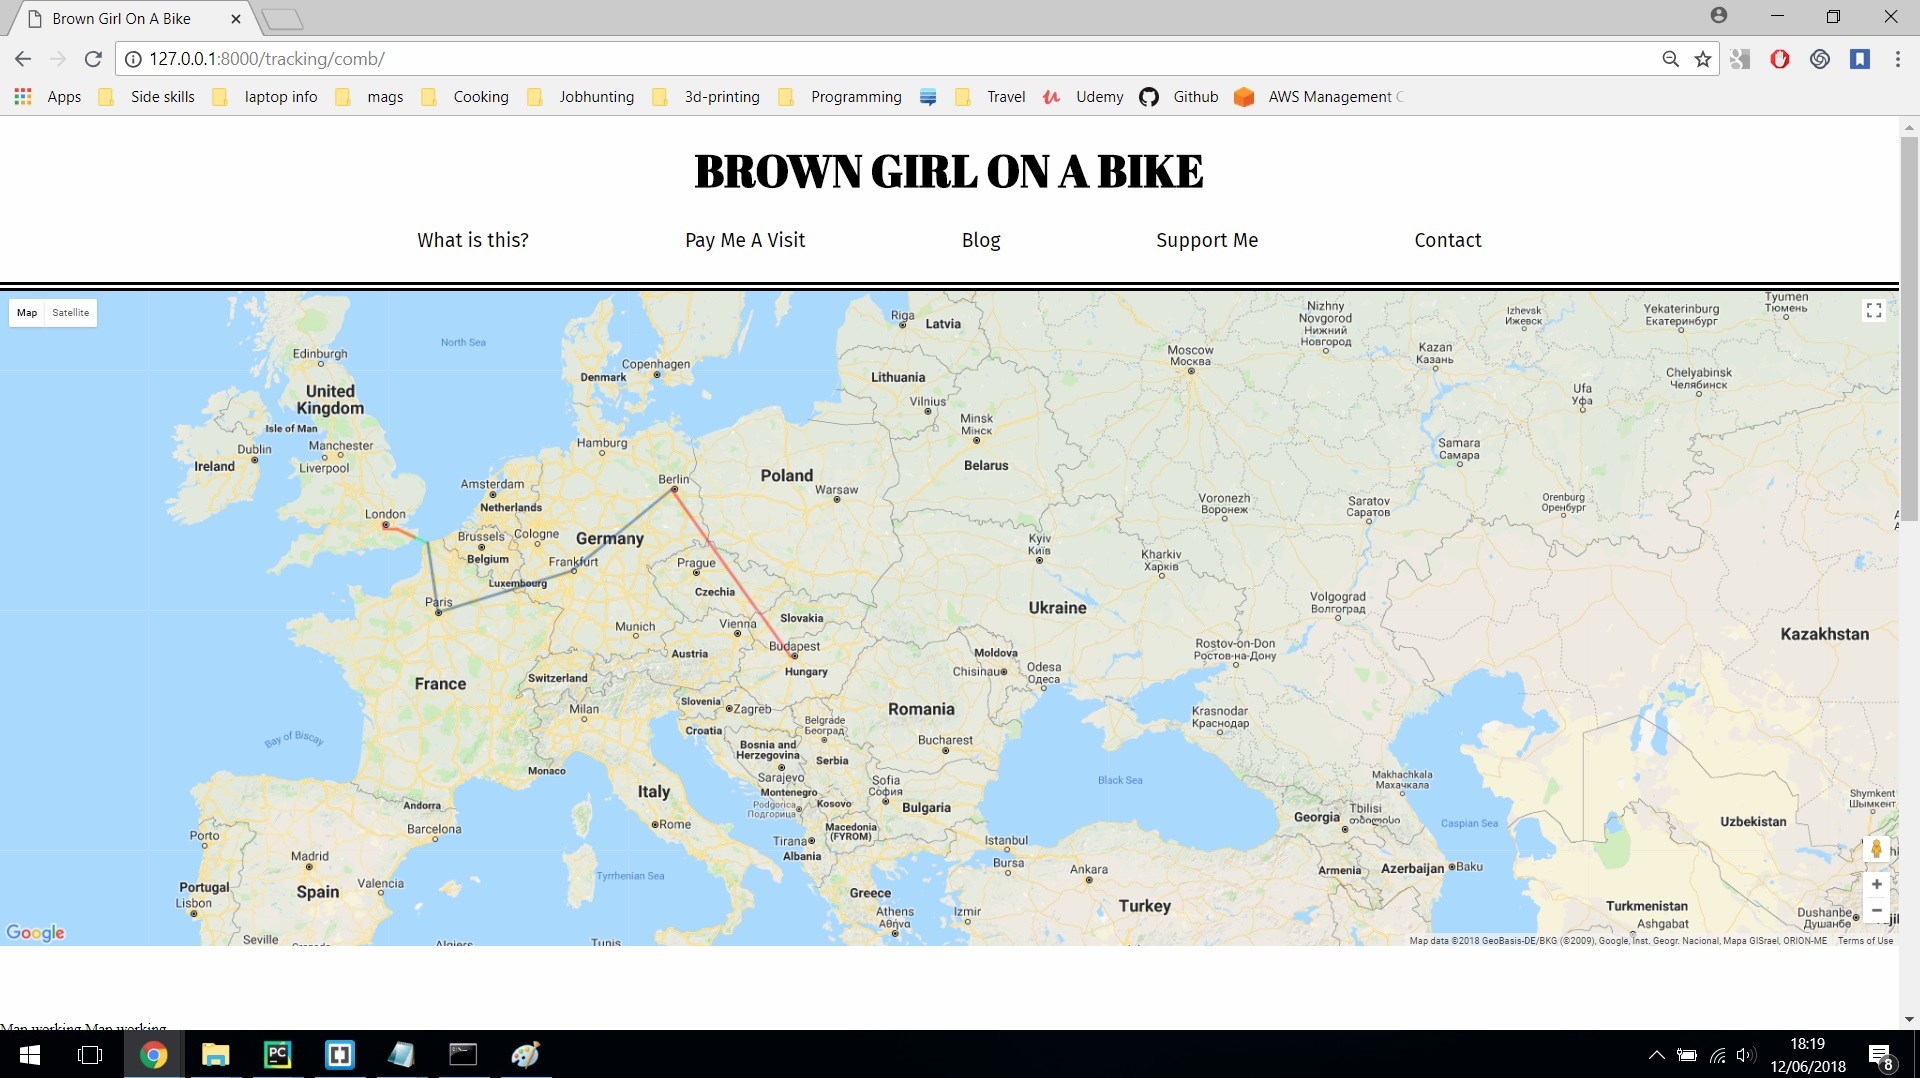 Brown Girl On A Bike
127.0.0.1:8000/tracking/comb/
Apps Side skills laptop info mags Cooking Jobhunting 3d-printing Programming Travel Udemy Github AWS Management C
BROWN GIRL ON A BIKE
What is this? Pay Me A Visit Blog Support Me Contact
Map Satellite
North Sea
Edinburgh
United
Kingdom
Isle of Man
Dublin
Manchester
Ireland
Liverpool
London
Denmark
Copenhagen
Hamburg
Amsterdam
Netherlands
Berlin
Brussels
Cologne
Belgium
Germany
Frankfurt
Luxembourg
Paris
Prague
Czechia
Munich
Vienna
Slovakia
Austria
Budapest
Hungary
Switzerland
France
Milan
Slovenia
Zagreb
Croatia
Bay of Biscay
Monaco
Italy
Andorra
Barcelona
Porto
Madrid
Portugal
Spain
Valencia
Lisbon
Seville
Rome
Tyrrhenian Sea
Riga
Latvia
Lithuania
Vilnius
Minsk
Мінск
Belarus
Poland
Warsaw
Moscow
Москва
Nizhny
Novgorod
Нижний
Новгород
Izhevsk
Ижевск
Kazan
Казань
Yekaterinburg
Екатеринбург
Tyumen
Тюмень
Chelyabinsk
Челябинск
Ufa
Уфа
Samara
Самара
Orenburg
Оренбург
Saratov
Саратов
Voronezh
Воронеж
Kyiv
Київ
Kharkiv
Харків
Ukraine
Volgograd
Волгоград
Rostov-on-Don
Ростов-на-Дону
Kazakhstan
Moldova
Chisinau
Odesa
Одеса
Romania
Bucharest
Belgrade
Београд
Bosnia and
Herzegovina
Serbia
Sarajevo
Montenegro
Podgorica
Подгорица
Kosovo
Sofia
София
Bulgaria
Macedonia
(FYROM)
Tirana
Albania
Greece
Athens
Αθήνα
Krasnodar
Краснодар
Black Sea
Istanbul
Bursa
Izmir
Ankara
Turkey
Georgia
Tbilisi
თბილისი
Makhachkala
Махачкала
Armenia
Azerbaijan
Baku
Caspian Sea
Uzbekistan
Shymkent
Шымкент
Turkmenistan
Ashgabat
Dushanbe
Душанбе
Google
Map data ©2018 GeoBasis-DE/BKG (©2009), Google, Inst. Geogr. Nacional, Mapa GISrael, ORION-ME Terms of Use
Map working Map working
18:19
12/06/2018
8